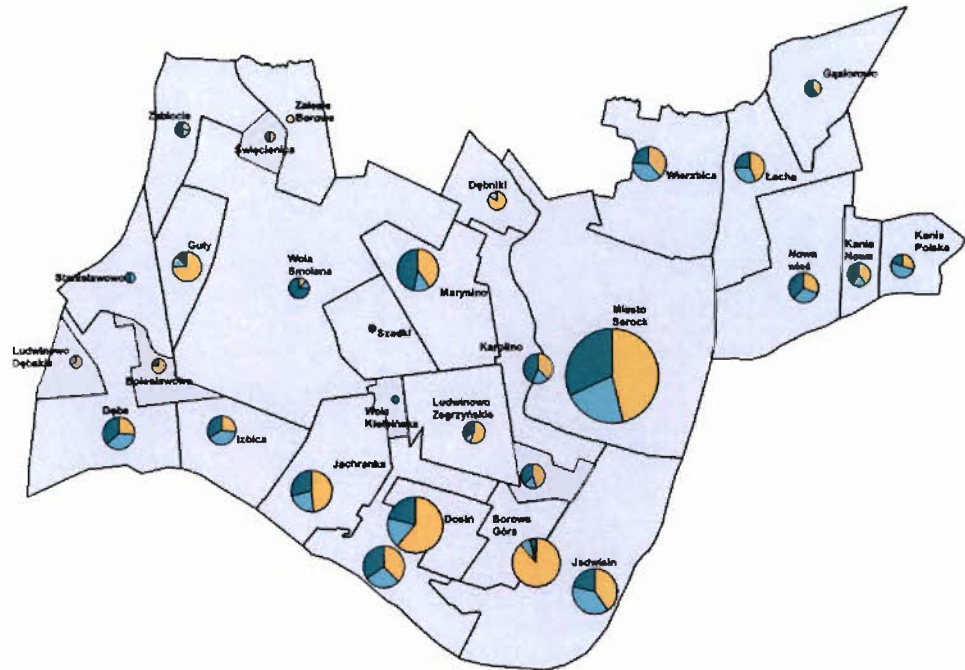 Gąsiorowo
Zabłocie
Zalesie
Borowe
Święcienica
Wierzbica
Łacha
Dębniki
Guty
Wola
Smolana
Marynino
Nowa
wieś
Kania
Nowa
Kania
Polska
Stanisławowo
Szadki
Miasto
Serock
Ludwinowo
Dębskie
Bolesławowo
Karolino
Dębe
Izbica
Wola
Kiełpińska
Ludwinowo
Zegrzyńskie
Jachranka
Dosin
Borowa
Góra
Jadwisin